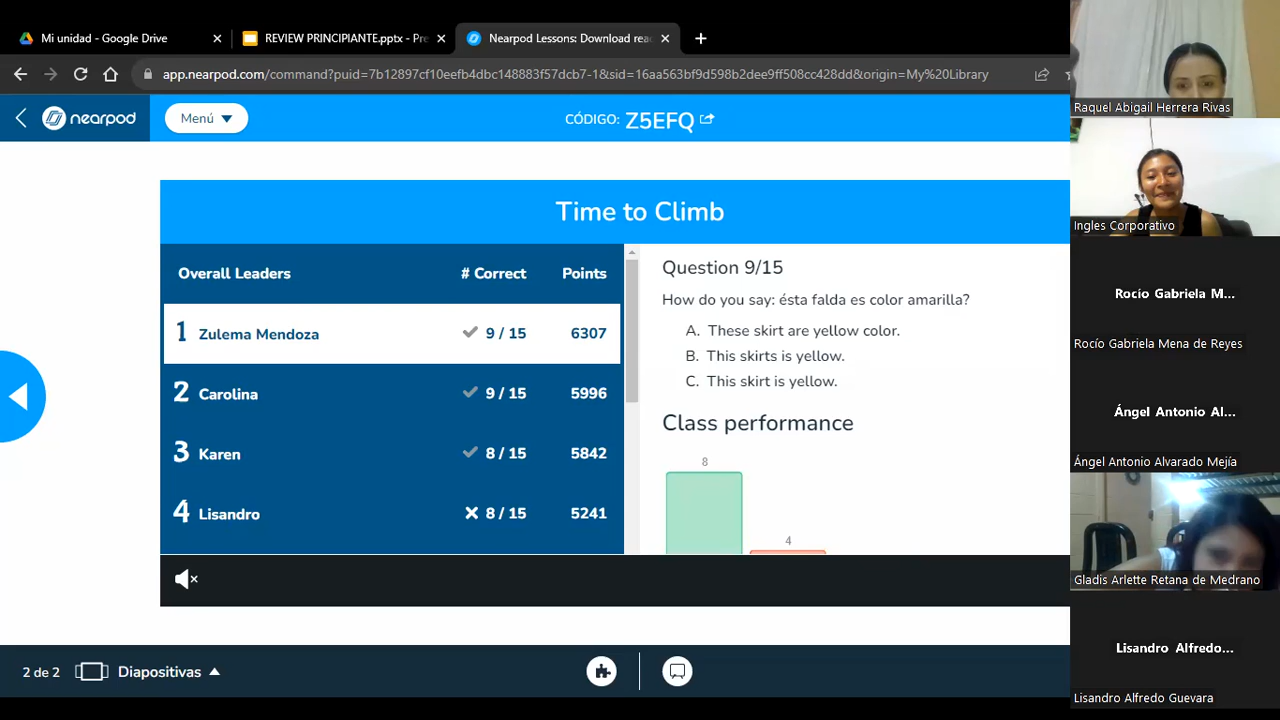 Mi unidad - Google Drive
REVIEW PRINCIPIANTE.pptx - Pre
Nearpod Lessons: Download rea
app.nearpod.com/command?puid=7b12897cf10eefb4dbc148883f57dcb7-1&sid=16aa563bf9d598b2dee9ff508cc428dd&origin=My%20Library
nearpod
Menú
CÓDIGO: Z5EFQ
Time to Climb
Overall Leaders # Correct Points
1 Zulema Mendoza 9 / 15 6307
2 Carolina 9 / 15 5996
3 Karen 8 / 15 5842
4 Lisandro 8 / 15 5241
Question 9/15
How do you say: ésta falda es color amarilla?
A. These skirt are yellow color.
B. This skirts is yellow.
C. This skirt is yellow.
Class performance
8
4
2 de 2
Diapositivas
Raquel Abigaíl Herrera Rivas
Ingles Corporativo
Rocío Gabriela M...
Rocío Gabriela Mena de Reyes
Ángel Antonio Al...
Ángel Antonio Alvarado Mejía
Gladis Arlette Retana de Medrano
Lisandro Alfredo...
Lisandro Alfredo Guevara